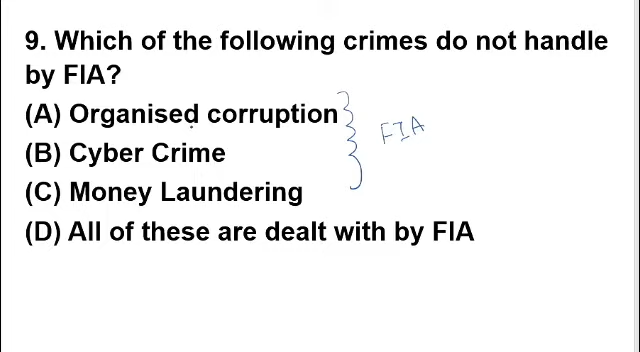 9. Which of the following crimes do not handle
by FIA?
(A) Organised corruption
FIA
(B) Cyber Crime
(C) Money Laundering
(D) All of these are dealt with by FIA